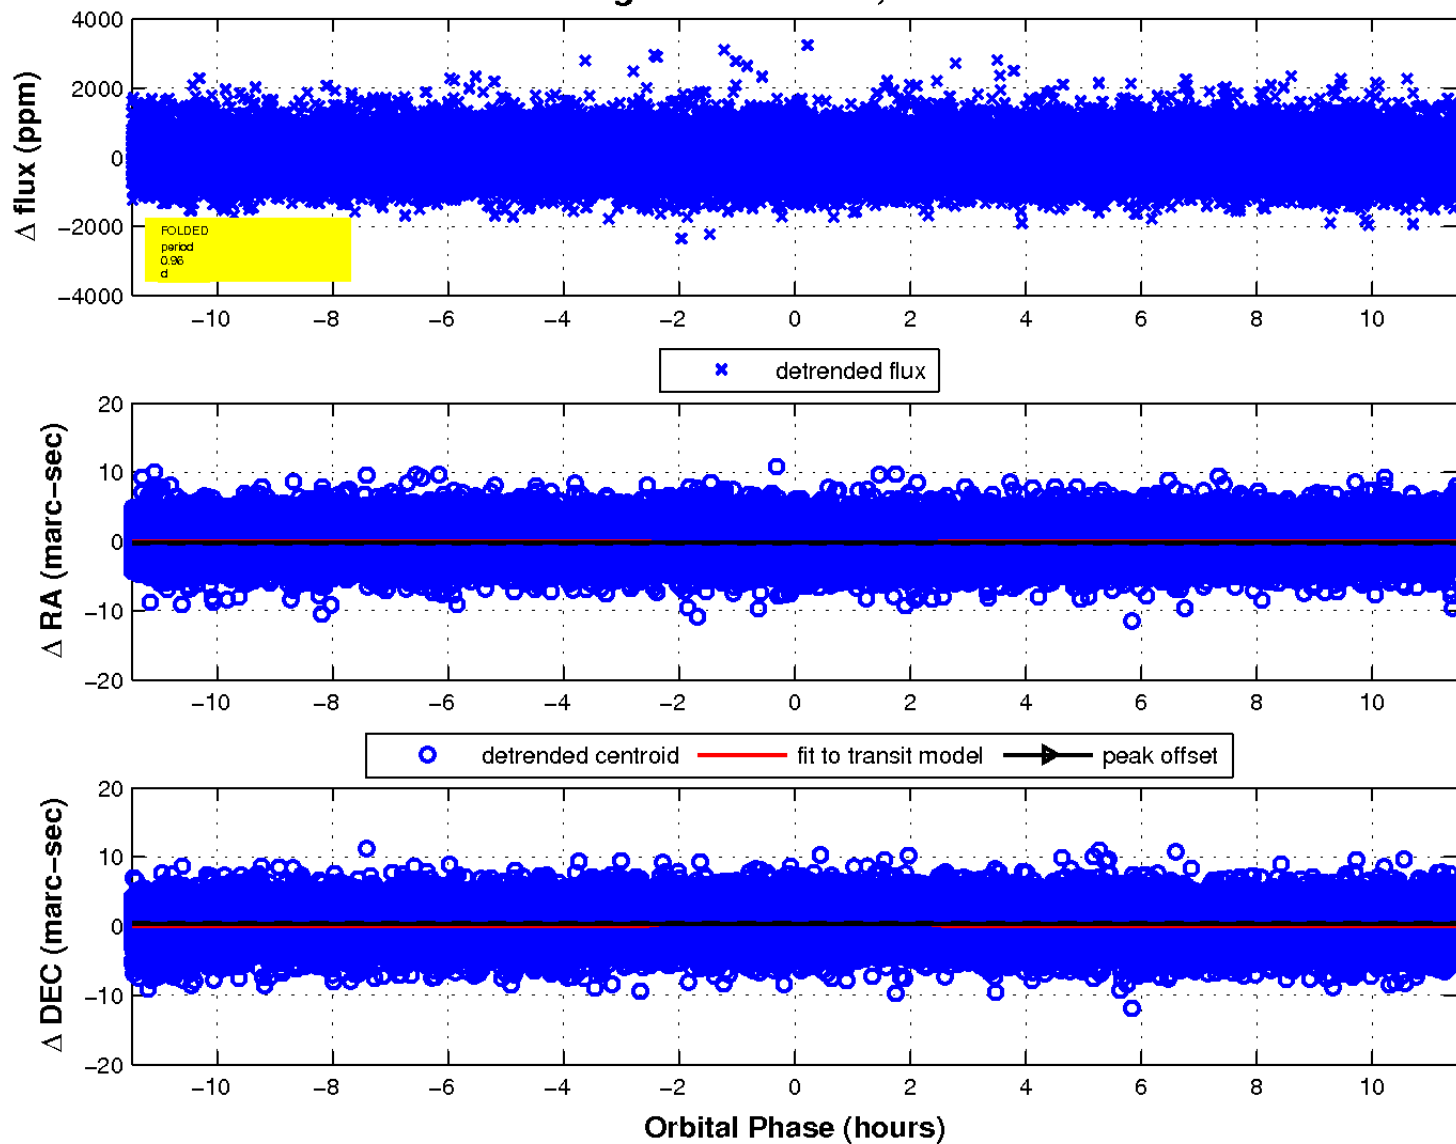 4000
2000
0
−2000
−4000
Δ flux (ppm)
FOLDED
period
0.96
d
−10 −8 −6 −4 −2 0 2 4 6 8 10
detrended flux
20
10
0
−10
−20
Δ RA (marc−sec)
−10 −8 −6 −4 −2 0 2 4 6 8 10
detrended centroid fit to transit model peak offset
20
10
0
−10
−20
Δ DEC (marc−sec)
−10 −8 −6 −4 −2 0 2 4 6 8 10
Orbital Phase (hours)